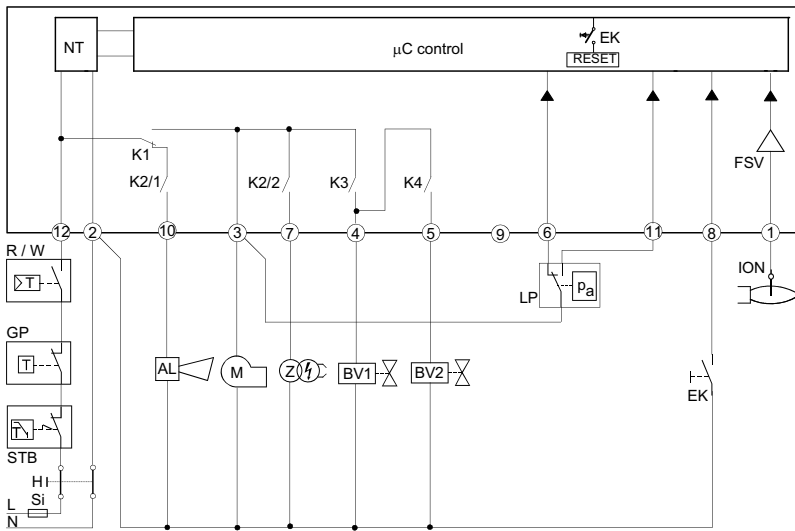 NT
µC control
EK
RESET
K1
K2/1
K2/2
K3
K4
FSV
12
2
10
3
7
4
5
9
6
11
8
1
R / W
T
GP
T
STB
T
LP
pa
ION
AL
M
Z
BV1
BV2
EK
H
Si
L
N